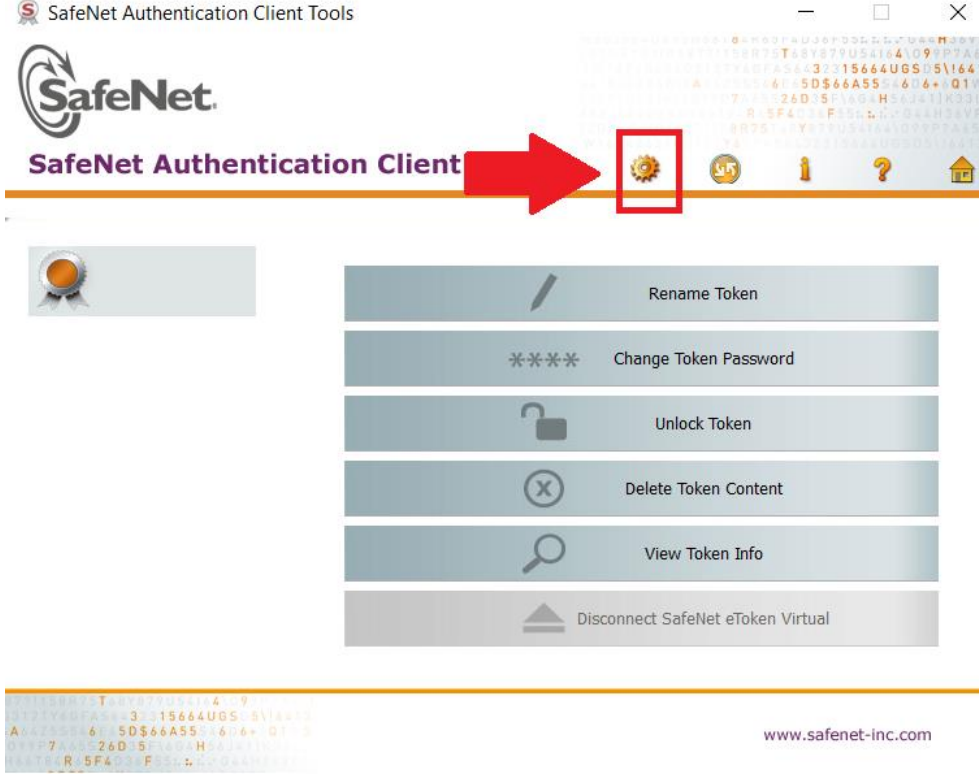 SafeNet Authentication Client Tools
SafeNet.
SafeNet Authentication Client
Rename Token
**** Change Token Password
Unlock Token
Delete Token Content
View Token Info
Disconnect SafeNet eToken Virtual
www.safenet-inc.com